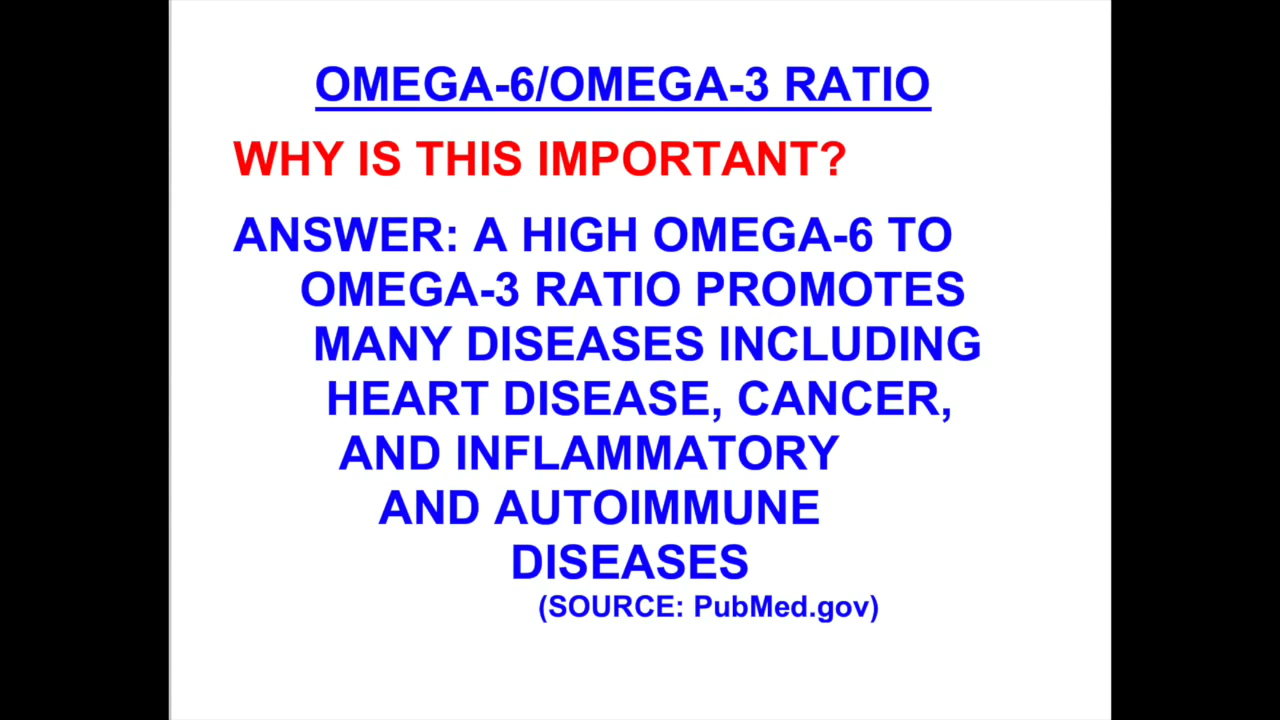 OMEGA-6/OMEGA-3 RATIO
WHY IS THIS IMPORTANT?
ANSWER: A HIGH OMEGA-6 TO
OMEGA-3 RATIO PROMOTES
MANY DISEASES INCLUDING
HEART DISEASE, CANCER,
AND INFLAMMATORY
AND AUTOIMMUNE
DISEASES
(SOURCE: PubMed.gov)